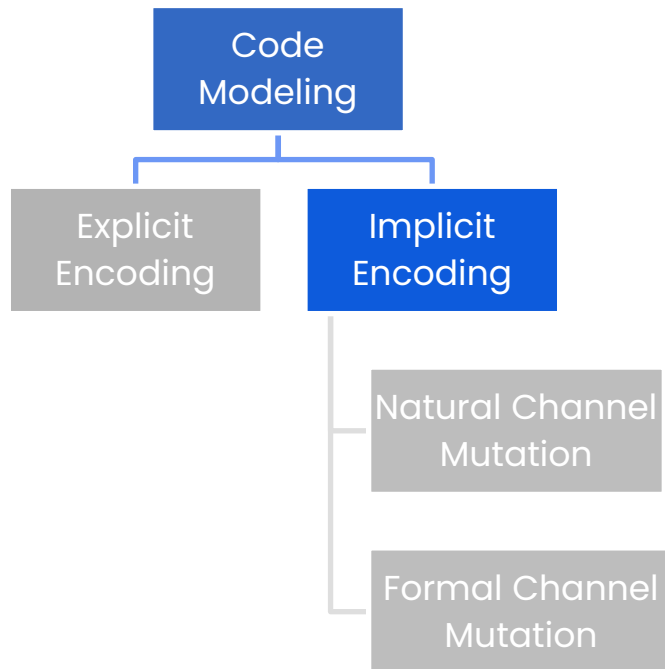 Code
Modeling
Explicit
Encoding
Implicit
Encoding
Natural Channel
Mutation
Formal Channel
Mutation